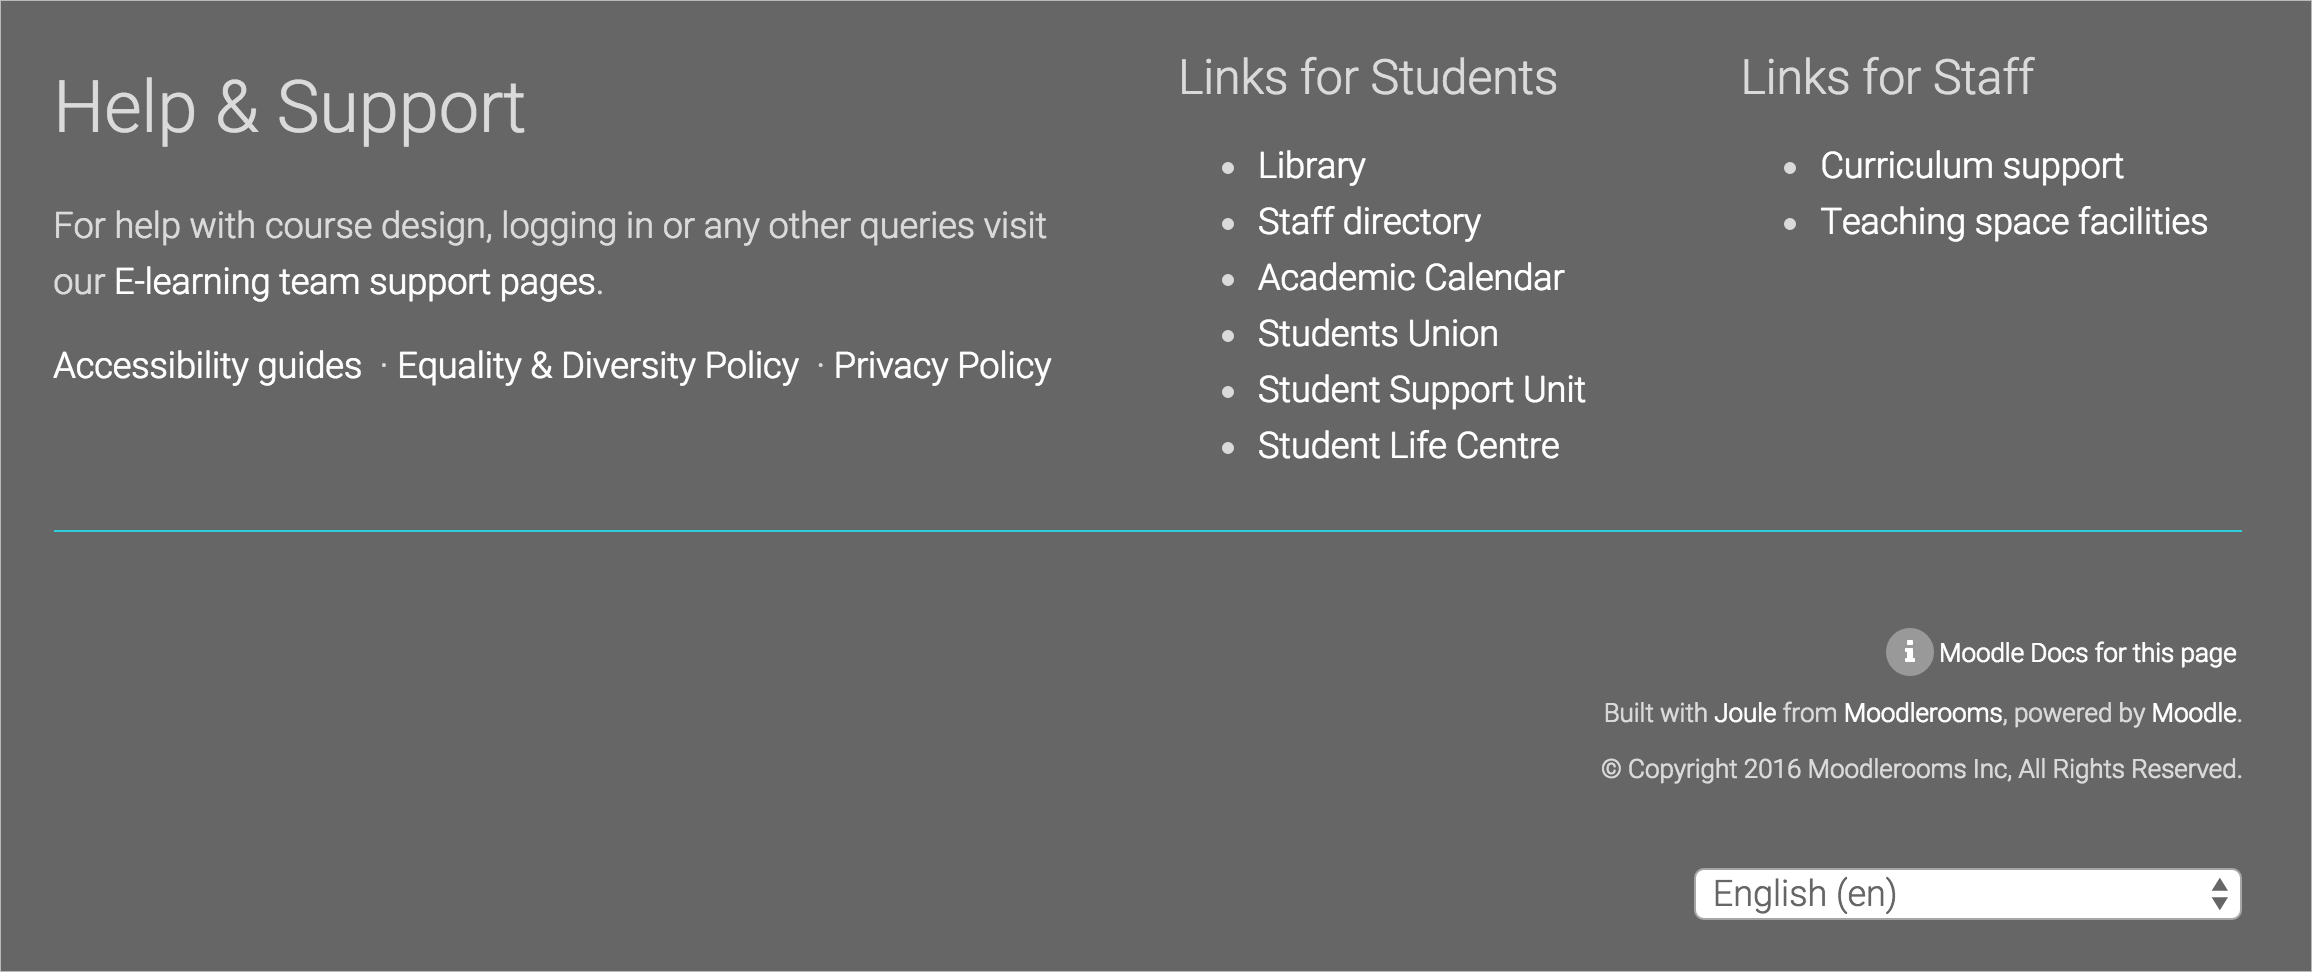 Help & Support
For help with course design, logging in or any other queries visit
our E-learning team support pages.
Accessibility guides · Equality & Diversity Policy · Privacy Policy
Links for Students
• Library
• Staff directory
• Academic Calendar
• Students Union
• Student Support Unit
• Student Life Centre
Links for Staff
• Curriculum support
• Teaching space facilities
Moodle Docs for this page
Built with Joule from Moodlerooms, powered by Moodle.
© Copyright 2016 Moodlerooms Inc, All Rights Reserved.
English (en)